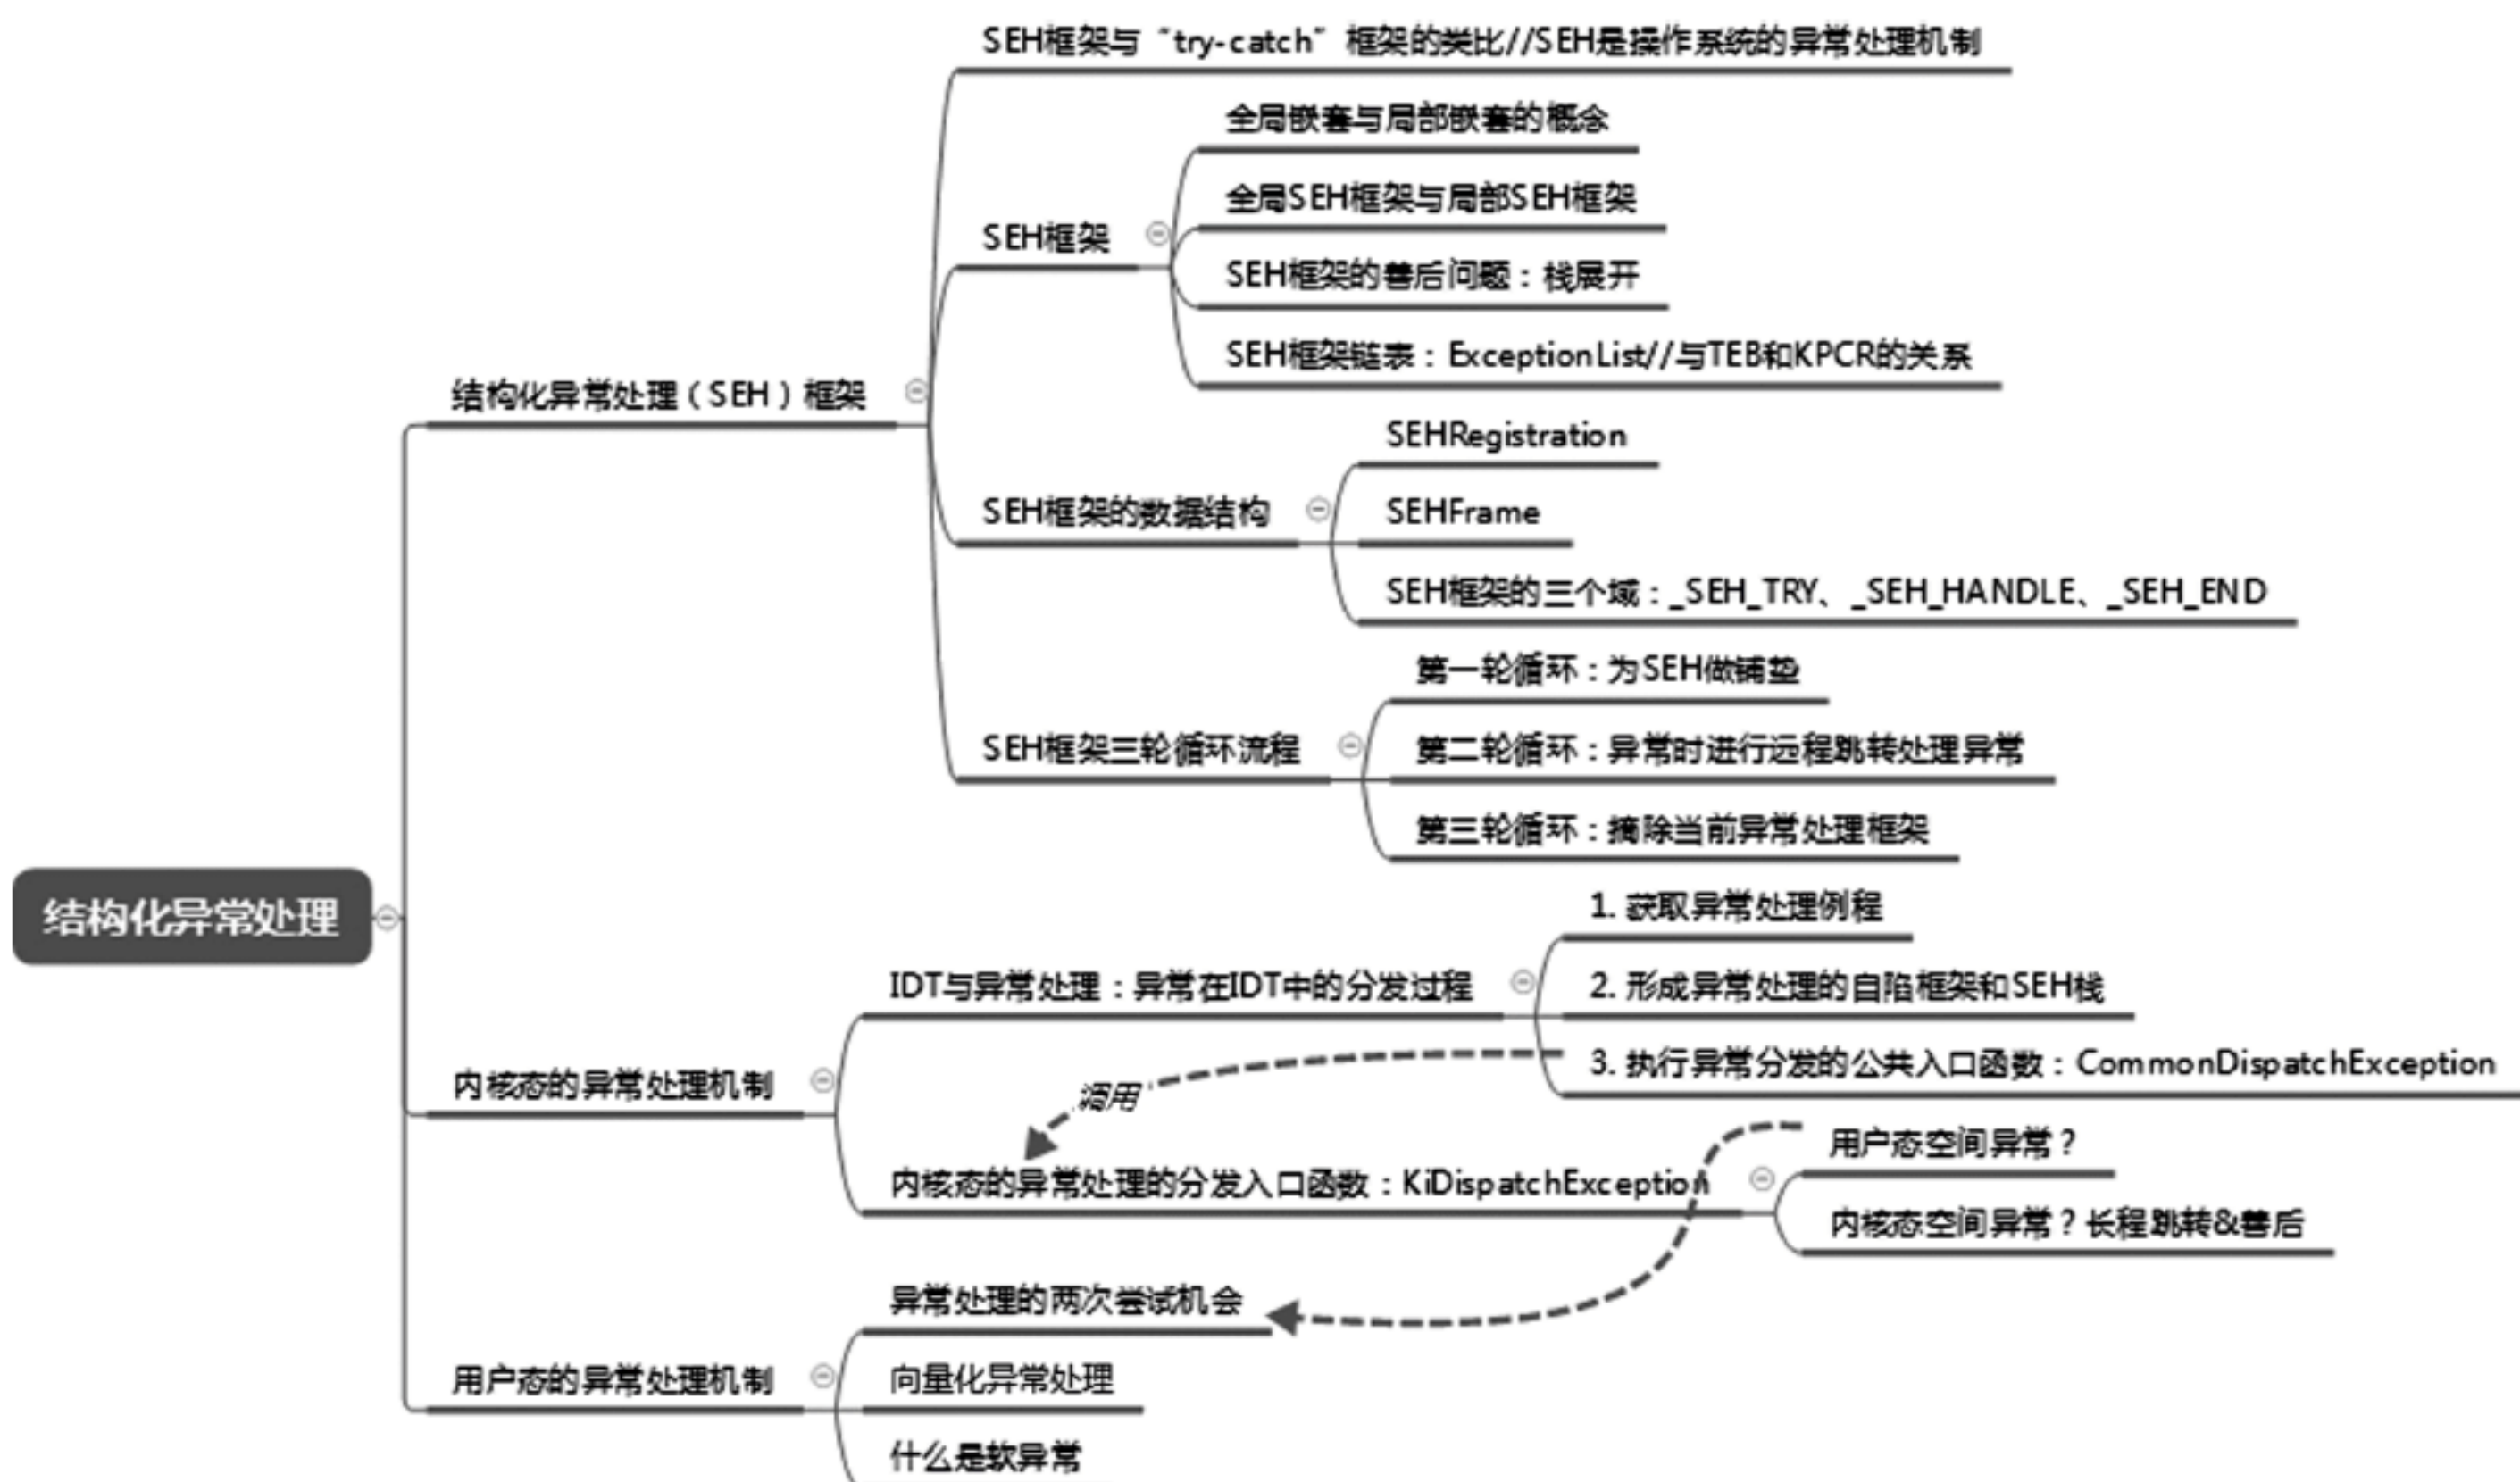 SEH框架与“try-catch”框架的类比//SEH是操作系统的异常处理机制
全局嵌套与局部嵌套的概念
全局SEH框架与局部SEH框架
SEH框架
SEH框架的善后问题：栈展开
SEH框架链表：ExceptionList//与TEB和KPCR的关系
结构化异常处理（SEH）框架
SEHRegistration
SEH框架的数据结构
SEHFrame
SEH框架的三个域：_SEH_TRY、_SEH_HANDLE、_SEH_END
第一轮循环：为SEH做铺垫
SEH框架三轮循环流程
第二轮循环：异常时进行远程跳转处理异常
第三轮循环：摘除当前异常处理框架
结构化异常处理
1. 获取异常处理例程
IDT与异常处理：异常在IDT中的分发过程
2. 形成异常处理的自陷框架和SEH栈
3. 执行异常分发的公共入口函数：CommonDispatchException
内核态的异常处理机制
调用
用户态空间异常？
内核态的异常处理的分发入口函数：KiDispatchException
内核态空间异常？长程跳转&善后
异常处理的两次尝试机会
用户态的异常处理机制
向量化异常处理
什么是软异常